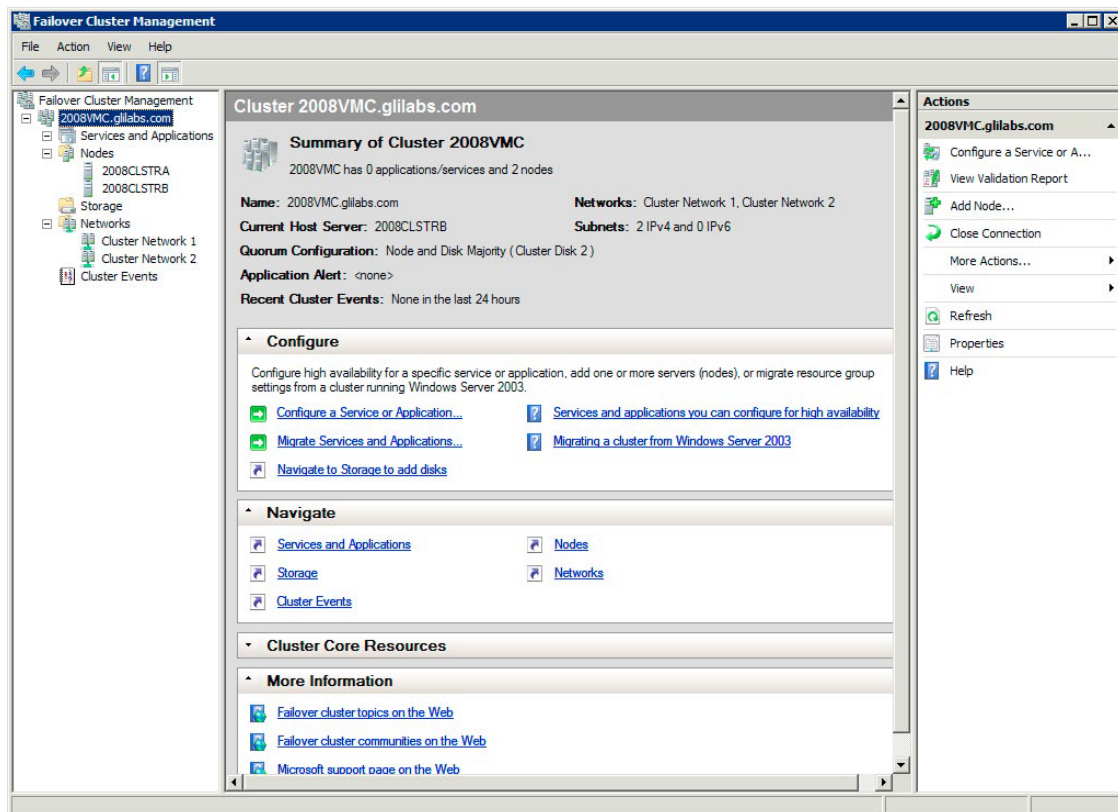 Failover Cluster Management
File Action View Help
Failover Cluster Management
2008VMC.glilabs.com
Services and Applications
Nodes
2008CLSTRA
2008CLSTRB
Storage
Networks
Cluster Network 1
Cluster Network 2
Cluster Events
Cluster 2008VMC.glilabs.com
Summary of Cluster 2008VMC
2008VMC has 0 applications/services and 2 nodes
Name: 2008VMC.glilabs.com Networks: Cluster Network 1, Cluster Network 2
Current Host Server: 2008CLSTRB Subnets: 2 IPv4 and 0 IPv6
Quorum Configuration: Node and Disk Majority ( Cluster Disk 2 )
Application Alert: <none>
Recent Cluster Events: None in the last 24 hours
Configure
Configure high availability for a specific service or application, add one or more servers (nodes), or migrate resource group
settings from a cluster running Windows Server 2003.
Configure a Service or Application... Services and applications you can configure for high availability
Migrate Services and Applications... Migrating a cluster from Windows Server 2003
Navigate to Storage to add disks
Navigate
Services and Applications Nodes
Storage Networks
Cluster Events
Cluster Core Resources
More Information
Failover cluster topics on the Web
Failover cluster communities on the Web
Microsoft support page on the Web
Actions
2008VMC.glilabs.com
Configure a Service or A...
View Validation Report
Add Node...
Close Connection
More Actions...
View
Refresh
Properties
Help